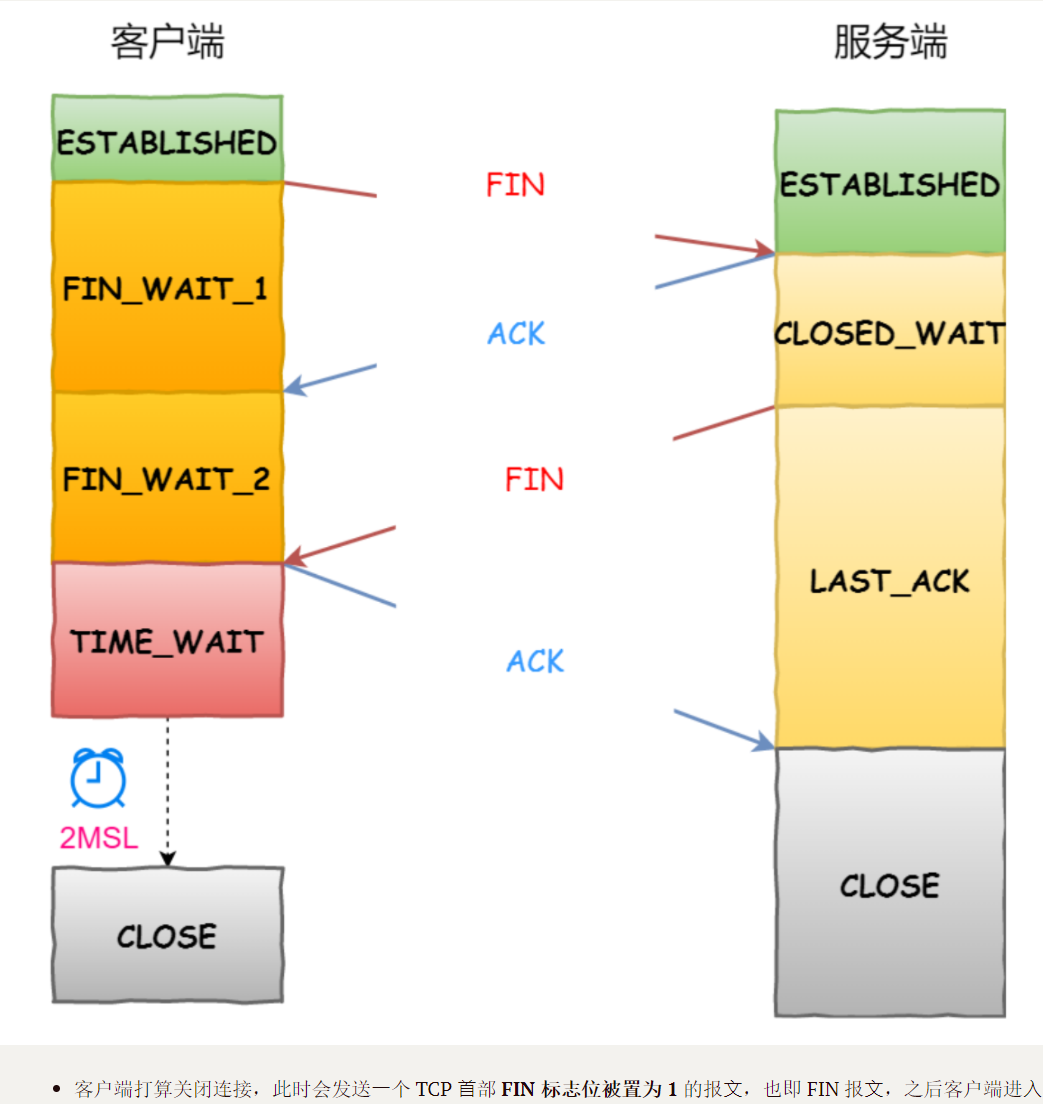 客户端
服务端
ESTABLISHED
FIN
ESTABLISHED
FIN_WAIT_1
ACK
CLOSED_WAIT
FIN_WAIT_2
FIN
LAST_ACK
TIME_WAIT
ACK
2MSL
CLOSE
CLOSE
客户端打算关闭连接，此时会发送一个 TCP 首部 FIN 标志位被置为 1 的报文，也即 FIN 报文，之后客户端进入